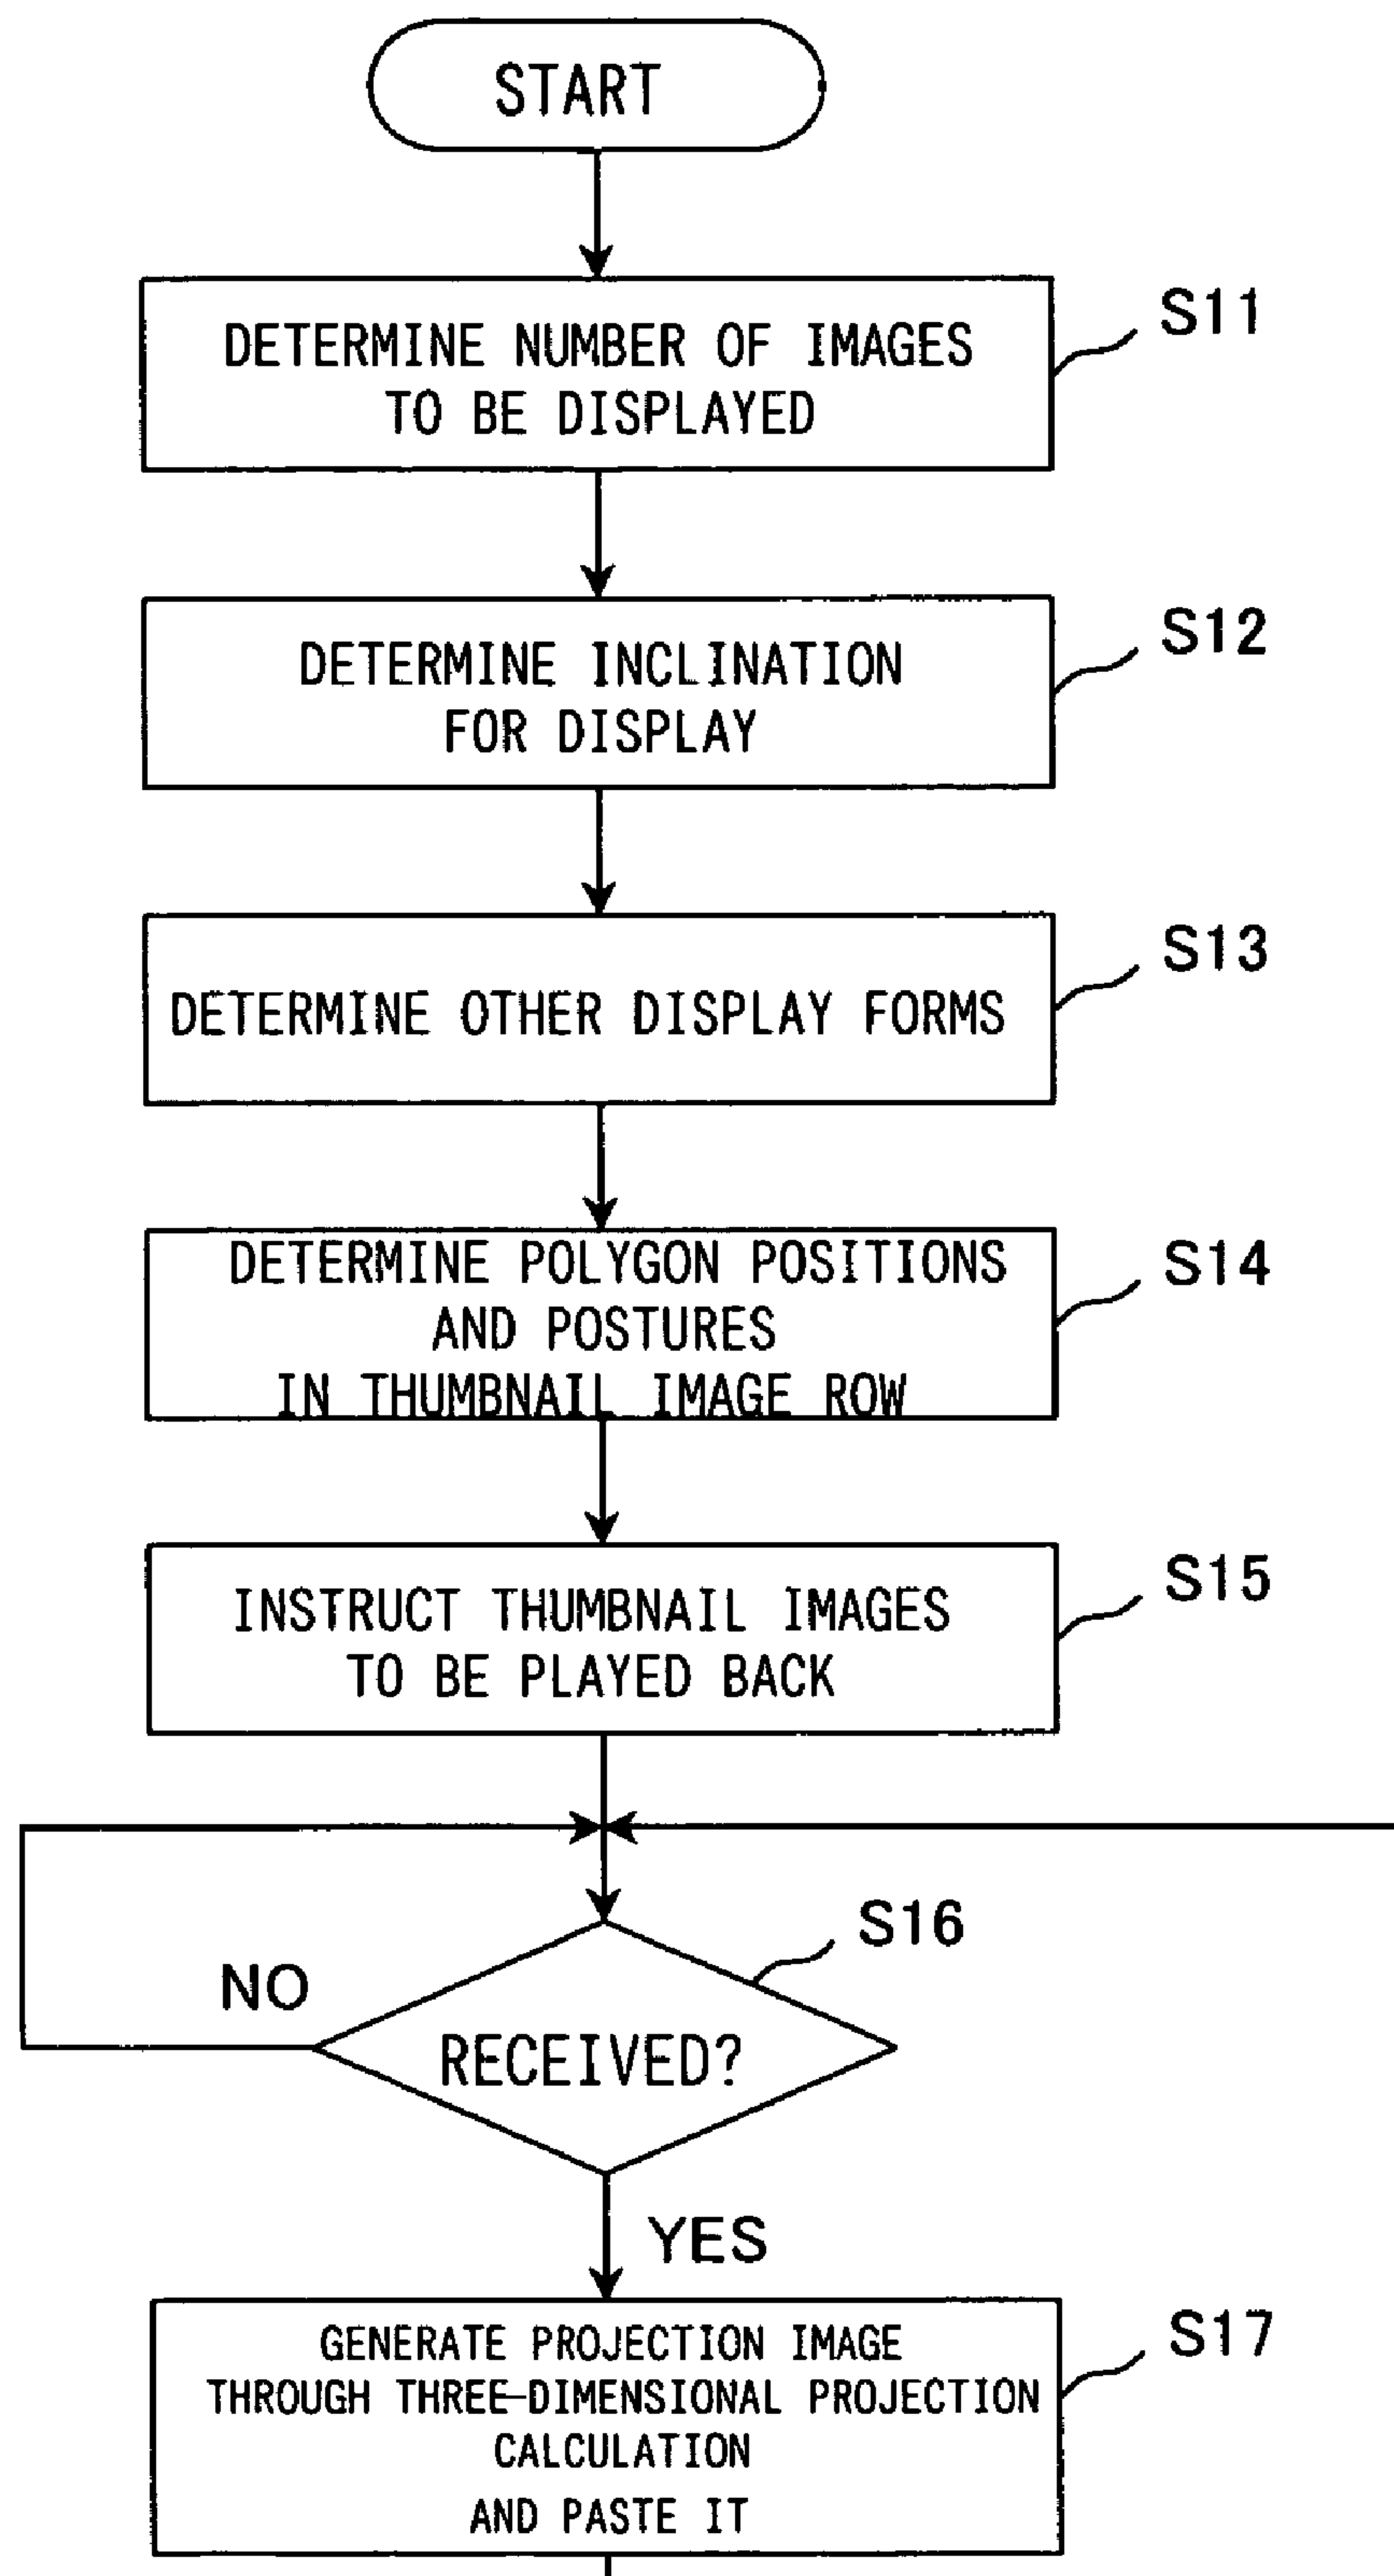 START
DETERMINE NUMBER OF IMAGES
TO BE DISPLAYED
S11
DETERMINE INCLINATION
FOR DISPLAY
S12
DETERMINE OTHER DISPLAY FORMS
S13
DETERMINE POLYGON POSITIONS
AND POSTURES
IN THUMBNAIL IMAGE ROW
S14
INSTRUCT THUMBNAIL IMAGES
TO BE PLAYED BACK
S15
S16
NO
RECEIVED?
YES
GENERATE PROJECTION IMAGE
THROUGH THREE-DIMENSIONAL PROJECTION
CALCULATION
AND PASTE IT
S17